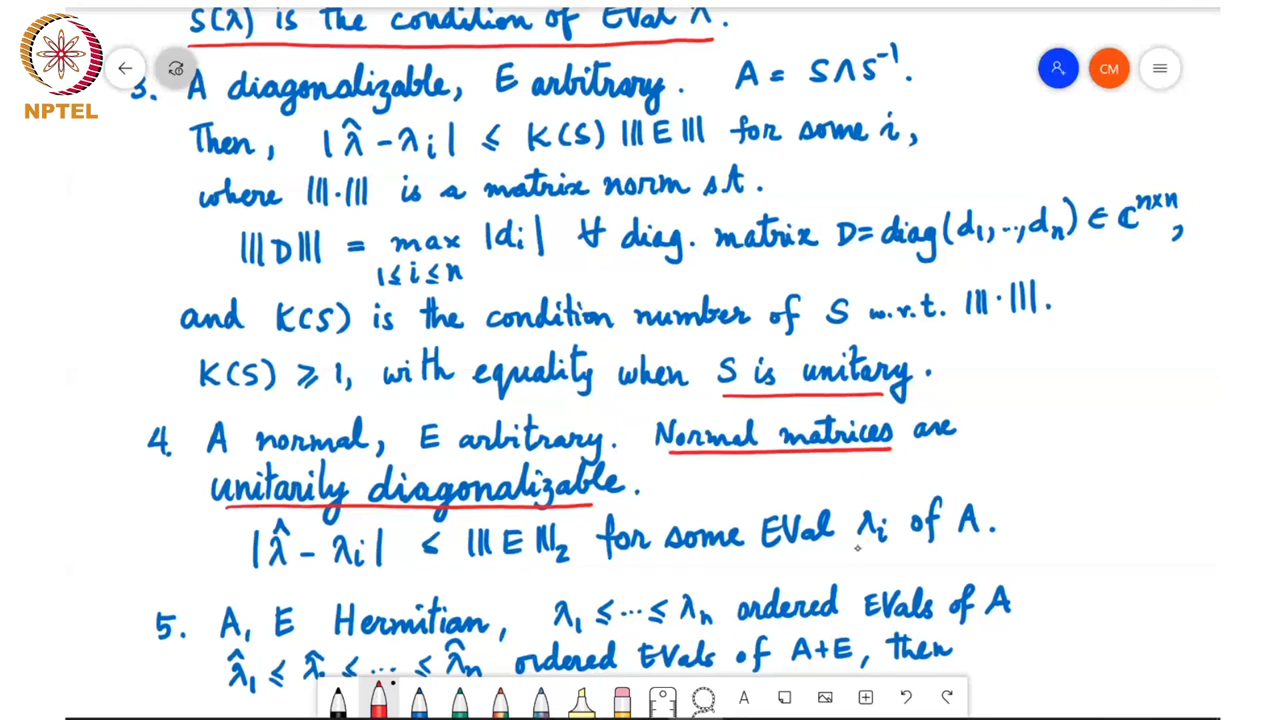 S(λ) is the condition of EVal λ.
NPTEL
CM
3. A diagonalizable, E arbitrary. A = SΛS⁻¹.
Then, |λ̂ - λi| ≤ K(S) |||E||| for some i,
where |||·||| is a matrix norm s.t.
|||D||| = max |di| ∀ diag. matrix D = diag(d1, .., dn) ∈ ℂⁿˣⁿ,
1≤i≤n
and K(S) is the condition number of S w.r.t. |||·|||.
K(S) ≥ 1, with equality when S is unitary.
4. A normal, E arbitrary. Normal matrices are
unitarily diagonalizable.
|λ̂ - λi| ≤ |||E|||₂ for some EVal λi of A.
5. A, E Hermitian, λ1 ≤ ··· ≤ λn ordered EVals of A
λ̂1 ≤ λ̂ ≤ ... ≤ λ̂n ordered EVals of A+E, then
A